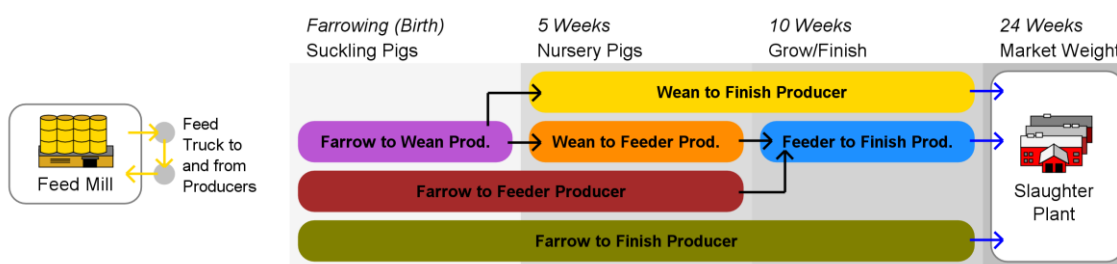 Farrowing (Birth)
Suckling Pigs
5 Weeks
Nursery Pigs
10 Weeks
Grow/Finish
24 Weeks
Market Weight
Feed Mill
Feed
Truck to
and from
Producers
Wean to Finish Producer
Farrow to Wean Prod.
Wean to Feeder Prod.
Feeder to Finish Prod.
Farrow to Feeder Producer
Farrow to Finish Producer
Slaughter
Plant